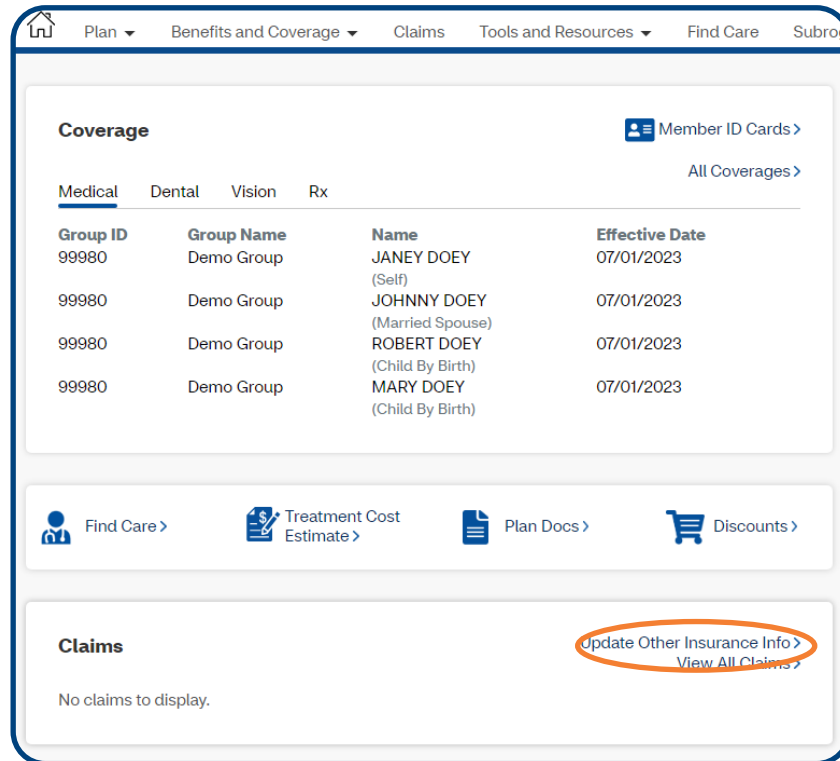 Plan Benefits and Coverage Claims Tools and Resources Find Care Subrog
Coverage
Member ID Cards
All Coverages
Medical Dental Vision Rx
Group ID Group Name Name Effective Date
99980 Demo Group JANEY DOEY 07/01/2023
(Self)
99980 Demo Group JOHNNY DOEY 07/01/2023
(Married Spouse)
99980 Demo Group ROBERT DOEY 07/01/2023
(Child By Birth)
99980 Demo Group MARY DOEY 07/01/2023
(Child By Birth)
Find Care
Treatment Cost
Estimate
Plan Docs
Discounts
Claims
Update Other Insurance Info
View All Claims
No claims to display.